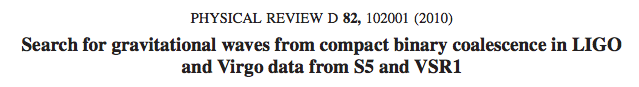 PHYSICAL REVIEW D 82, 102001 (2010)
Search for gravitational waves from compact binary coalescence in LIGO
and Virgo data from S5 and VSR1